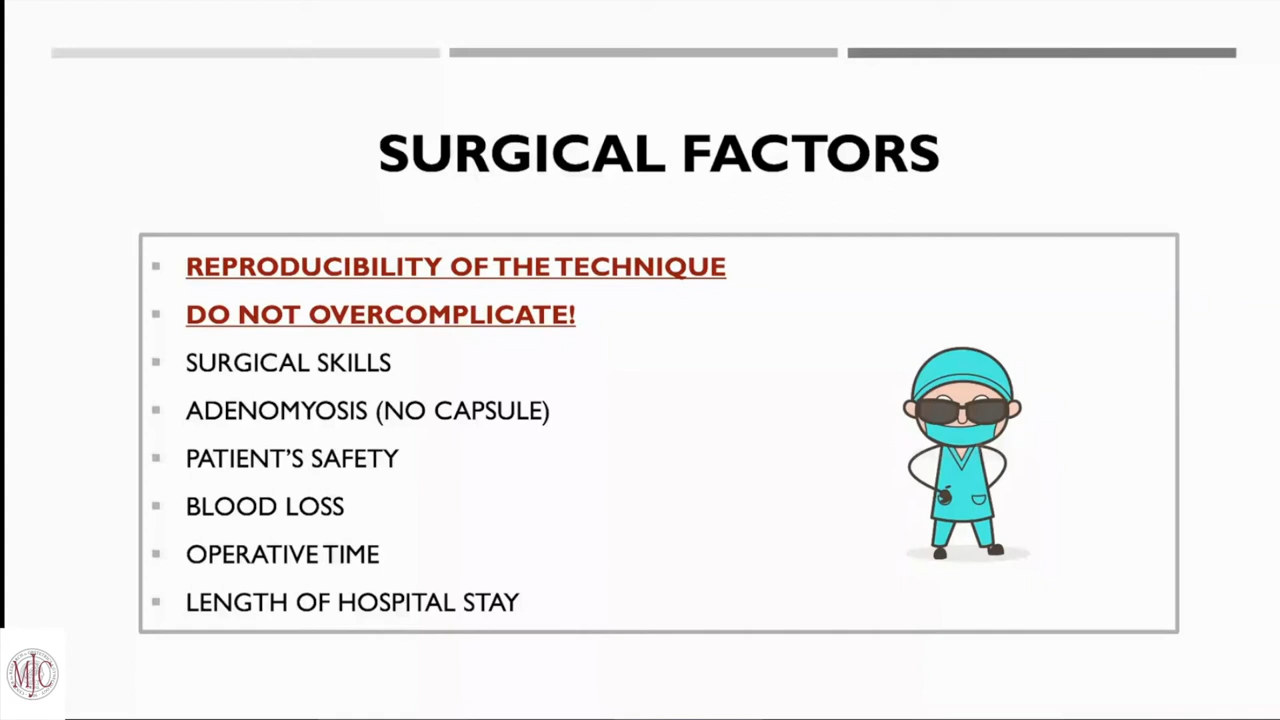 SURGICAL FACTORS
REPRODUCIBILITY OF THE TECHNIQUE
DO NOT OVERCOMPLICATE!
SURGICAL SKILLS
ADENOMYOSIS (NO CAPSULE)
PATIENT'S SAFETY
BLOOD LOSS
OPERATIVE TIME
LENGTH OF HOSPITAL STAY
MJC